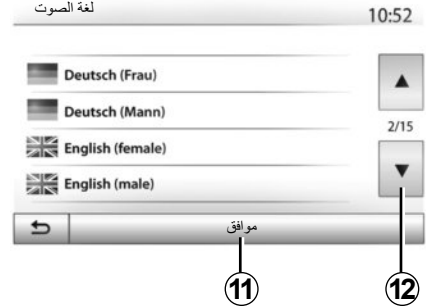 لغة الصوت 10:52
Deutsch (Frau)
Deutsch (Mann)
2/15
English (female)
English (male)
موافق
11 12